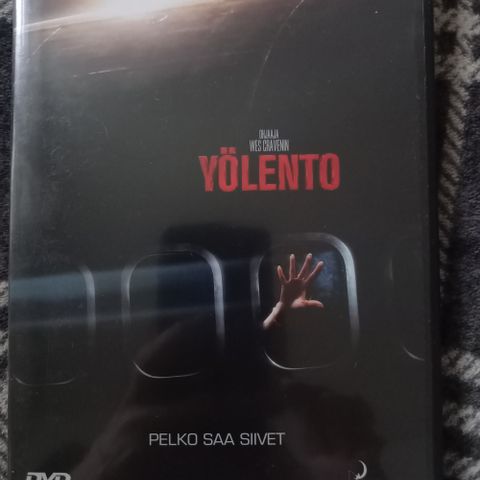 OHJAAJA
WES CRAVENIN
YÖLENTO
PELKO SAA SIIVET
DVD